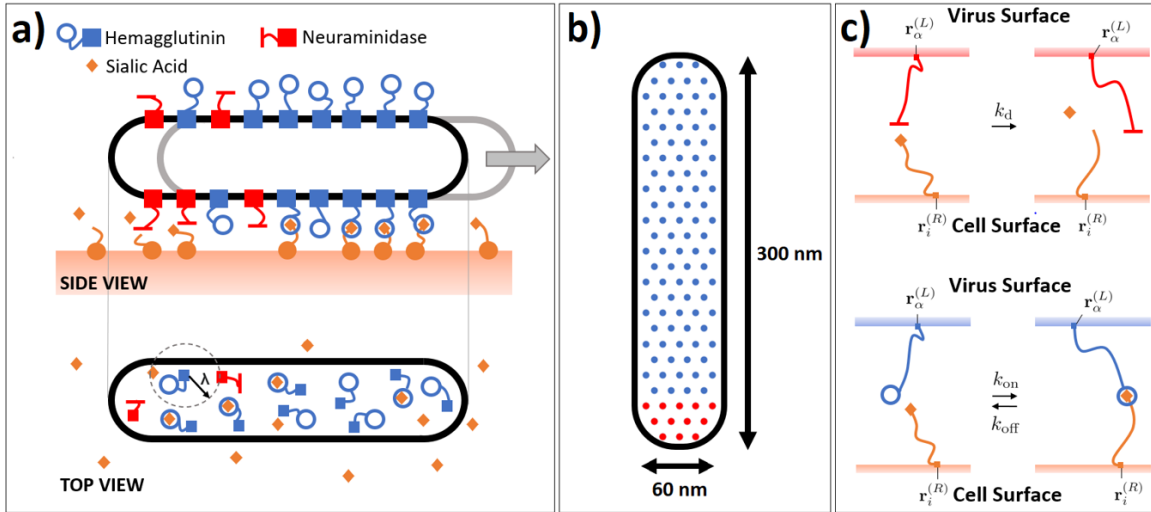 a)
Hemagglutinin
Neuraminidase
Sialic Acid
SIDE VIEW
λ
TOP VIEW
b)
300 nm
60 nm
c)
Virus Surface
r_α^(L)
r_α^(L)
k_d
r_i^(R)
Cell Surface
r_i^(R)
Virus Surface
r_α^(L)
r_α^(L)
k_on
k_off
r_i^(R)
Cell Surface
r_i^(R)